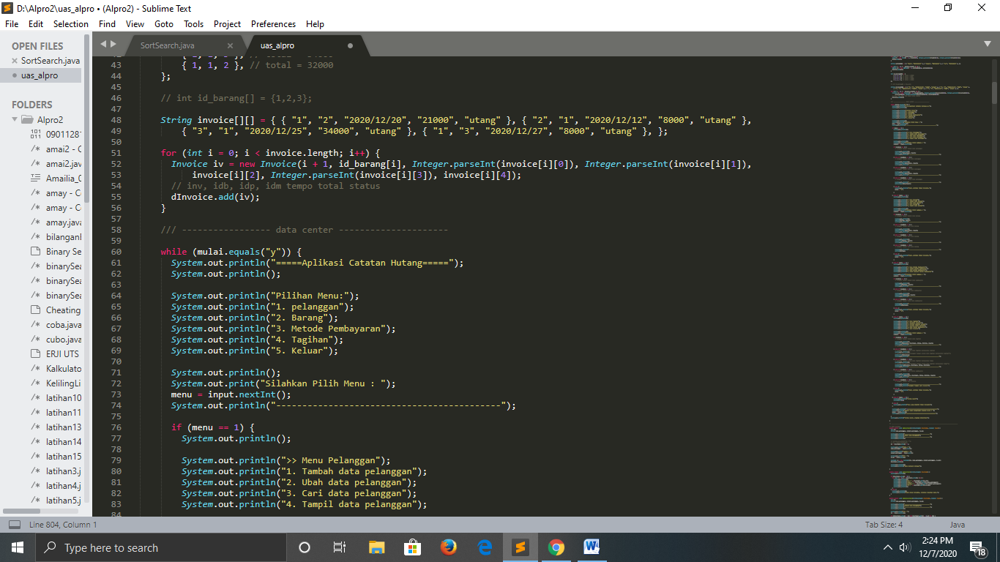 D:\Alpro2\uas_alpro • (Alpro2) - Sublime Text
File Edit Selection Find View Goto Tools Project Preferences Help
OPEN FILES
SortSearch.java
uas_alpro
FOLDERS
Alpro2
09011281
amai2 - C
amai2.jav
Amailia_0
amay - Co
amay - Co
amay.java
bilanganl
Binary Se
binarySea
binarySea
binarySea
Cheating
coba.java
cubo.java
ERJI UTS
Kalkulato
KelilingLi
latihan10
latihan11
latihan13
latihan14
latihan15
latihan3.j
latihan4.j
latihan5.j
SortSearch.java
uas_alpro
43 { 1, 1, 2 }, // total = 32000
44 };
45
46 // int id_barang[] = {1,2,3};
47
48 String invoice[][] = { { "1", "2", "2020/12/20", "21000", "utang" }, { "2", "1", "2020/12/12", "8000", "utang" },
49 { "3", "1", "2020/12/25", "34000", "utang" }, { "1", "3", "2020/12/27", "8000", "utang" }, };
50
51 for (int i = 0; i < invoice.length; i++) {
52 Invoice iv = new Invoice(i + 1, id_barang[i], Integer.parseInt(invoice[i][0]), Integer.parseInt(invoice[i][1]),
53 invoice[i][2], Integer.parseInt(invoice[i][3]), invoice[i][4]);
54 // inv, idb, idp, idm tempo total status
55 dInvoice.add(iv);
56 }
57
58 /// ----------------- data center ---------------------
59
60 while (mulai.equals("y")) {
61 System.out.println("=====Aplikasi Catatan Hutang=====");
62 System.out.println();
63
64 System.out.println("Pilihan Menu:");
65 System.out.println("1. pelanggan");
66 System.out.println("2. Barang");
67 System.out.println("3. Metode Pembayaran");
68 System.out.println("4. Tagihan");
69 System.out.println("5. Keluar");
70
71 System.out.println();
72 System.out.print("Silahkan Pilih Menu : ");
73 menu = input.nextInt();
74 System.out.println("-------------------------------------------");
75
76 if (menu == 1) {
77 System.out.println();
78
79 System.out.println(">> Menu Pelanggan");
80 System.out.println("1. Tambah data pelanggan");
81 System.out.println("2. Ubah data pelanggan");
82 System.out.println("3. Cari data pelanggan");
83 System.out.println("4. Tampil data pelanggan");
84
Line 804, Column 1
Tab Size: 4
Java
Type here to search
2:24 PM
12/7/2020
18